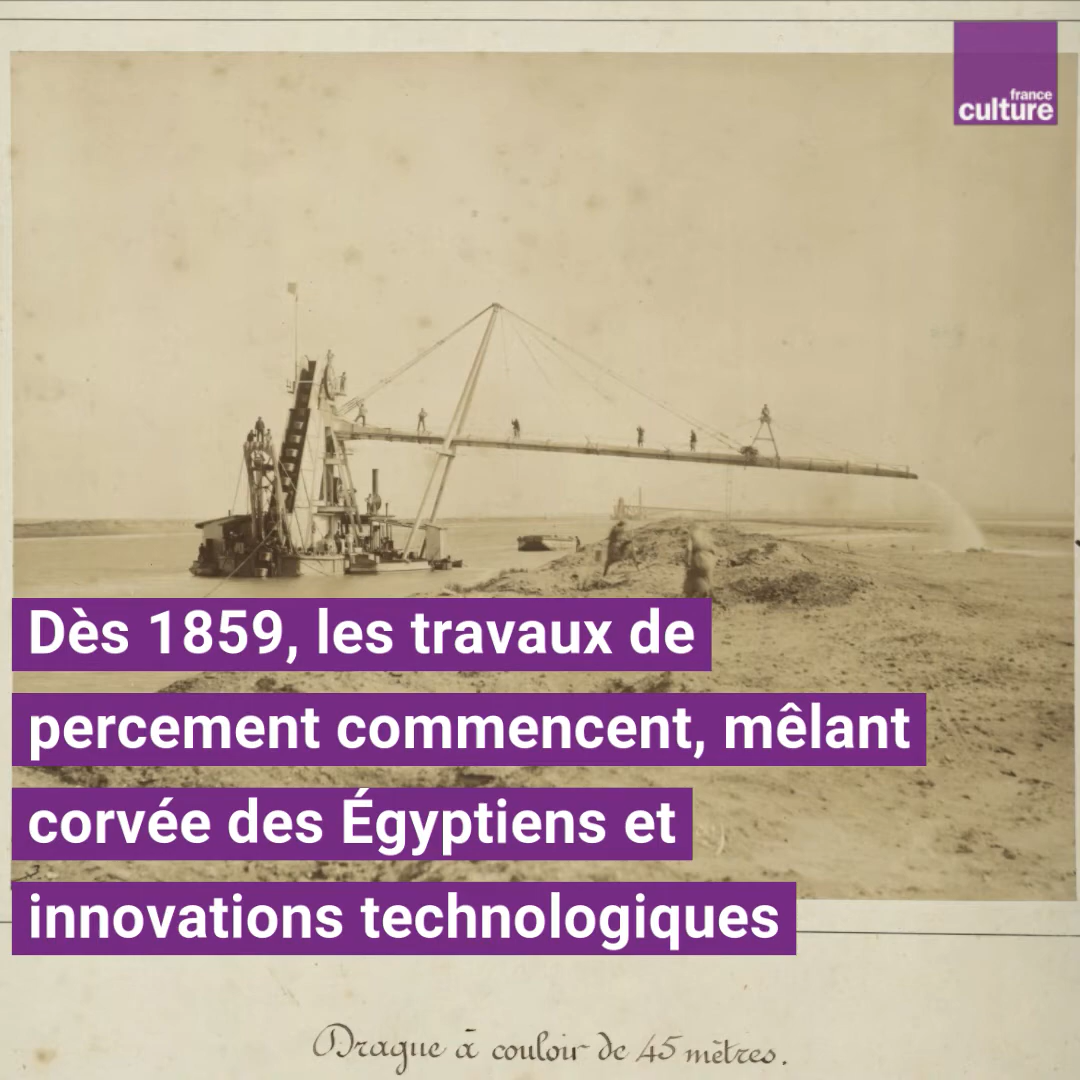 france
culture
Dès 1859, les travaux de
percement commencent, mêlant
corvée des Égyptiens et
innovations technologiques
Drague à couloir de 45 mètres.